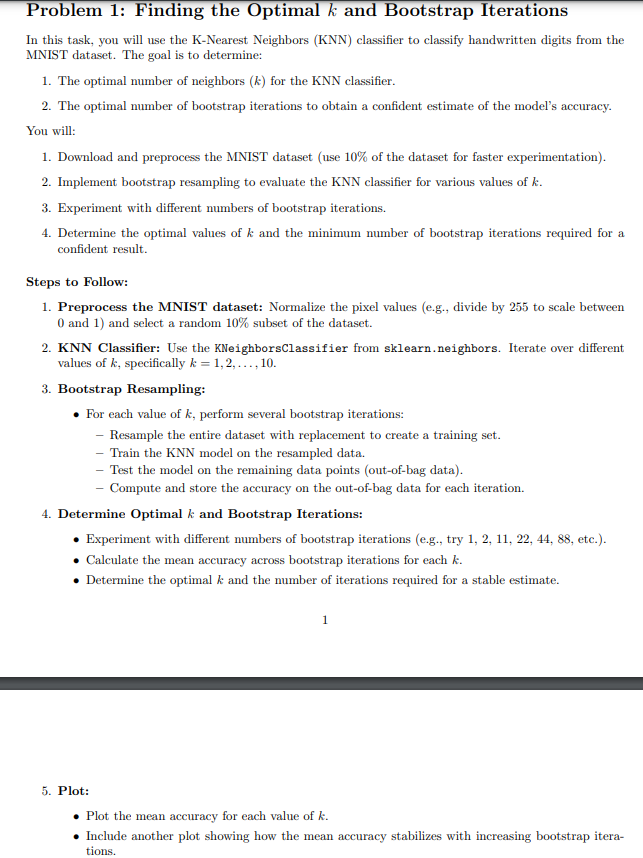 Problem 1: Finding the Optimal k and Bootstrap Iterations
In this task, you will use the K-Nearest Neighbors (KNN) classifier to classify handwritten digits from the
MNIST dataset. The goal is to determine:
1. The optimal number of neighbors (k) for the KNN classifier.
2. The optimal number of bootstrap iterations to obtain a confident estimate of the model's accuracy.
You will:
1. Download and preprocess the MNIST dataset (use 10% of the dataset for faster experimentation).
2. Implement bootstrap resampling to evaluate the KNN classifier for various values of k.
3. Experiment with different numbers of bootstrap iterations.
4. Determine the optimal values of k and the minimum number of bootstrap iterations required for a
confident result.
Steps to Follow:
1. Preprocess the MNIST dataset: Normalize the pixel values (e.g., divide by 255 to scale between
0 and 1) and select a random 10% subset of the dataset.
2. KNN Classifier: Use the KNeighborsClassifier from sklearn.neighbors. Iterate over different
values of k, specifically k = 1, 2, . . . , 10.
3. Bootstrap Resampling:
• For each value of k, perform several bootstrap iterations:
– Resample the entire dataset with replacement to create a training set.
– Train the KNN model on the resampled data.
– Test the model on the remaining data points (out-of-bag data).
– Compute and store the accuracy on the out-of-bag data for each iteration.
4. Determine Optimal k and Bootstrap Iterations:
• Experiment with different numbers of bootstrap iterations (e.g., try 1, 2, 11, 22, 44, 88, etc.).
• Calculate the mean accuracy across bootstrap iterations for each k.
• Determine the optimal k and the number of iterations required for a stable estimate.
1
5. Plot:
• Plot the mean accuracy for each value of k.
• Include another plot showing how the mean accuracy stabilizes with increasing bootstrap itera-
tions.